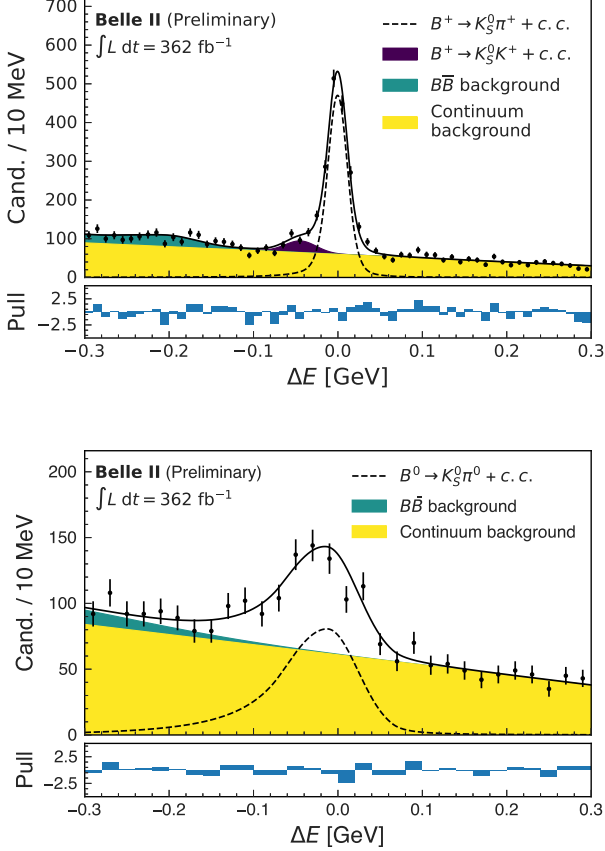 700
600
500
400
300
200
100
0
Cand. / 10 MeV
Belle II (Preliminary)
∫L dt = 362 fb⁻¹
B⁺ → K⁰_Sπ⁺ + c.c.
B⁺ → K⁰_SK⁺ + c.c.
BB̅ background
Continuum
background
2.5
−2.5
Pull
−0.3 −0.2 −0.1 0.0 0.1 0.2 0.3
ΔE [GeV]
200
150
100
50
0
Cand. / 10 MeV
Belle II (Preliminary)
∫L dt = 362 fb⁻¹
B⁰ → K⁰_Sπ⁰ + c.c.
BB̅ background
Continuum background
2.5
−2.5
Pull
−0.3 −0.2 −0.1 0.0 0.1 0.2 0.3
ΔE [GeV]